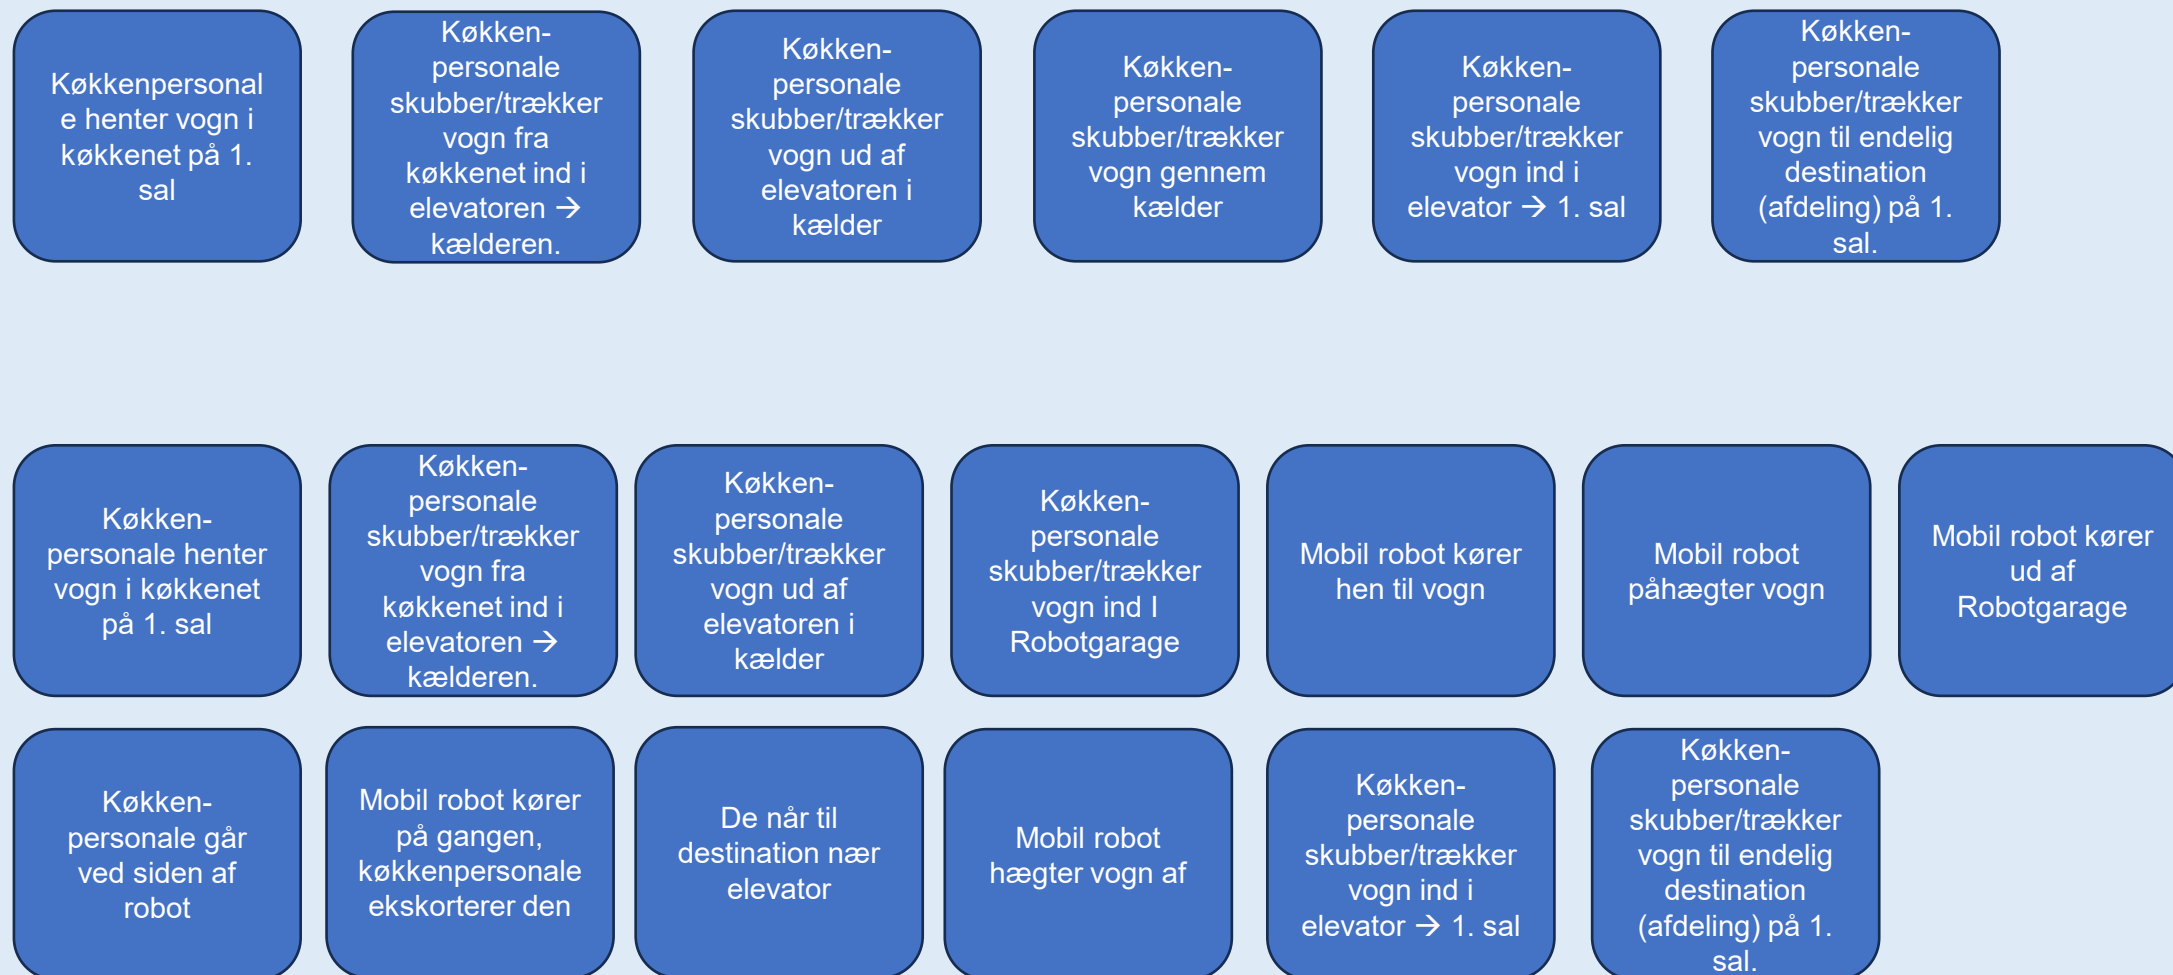 Køkkenpersonal
e henter vogn i
køkkenet på 1.
sal
Køkken-
personale
skubber/trækker
vogn fra
køkkenet ind i
elevatoren →
kælderen.
Køkken-
personale
skubber/trækker
vogn ud af
elevatoren i
kælder
Køkken-
personale
skubber/trækker
vogn gennem
kælder
Køkken-
personale
skubber/trækker
vogn ind i
elevator → 1. sal
Køkken-
personale
skubber/trækker
vogn til endelig
destination
(afdeling) på 1.
sal.
Køkken-
personale henter
vogn i køkkenet
på 1. sal
Køkken-
personale
skubber/trækker
vogn fra
køkkenet ind i
elevatoren →
kælderen.
Køkken-
personale
skubber/trækker
vogn ud af
elevatoren i
kælder
Køkken-
personale
skubber/trækker
vogn ind I
Robotgarage
Mobil robot kører
hen til vogn
Mobil robot
påhægter vogn
Mobil robot kører
ud af
Robotgarage
Køkken-
personale går
ved siden af
robot
Mobil robot kører
på gangen,
køkkenpersonale
ekskorterer den
De når til
destination nær
elevator
Mobil robot
hægter vogn af
Køkken-
personale
skubber/trækker
vogn ind i
elevator → 1. sal
Køkken-
personale
skubber/trækker
vogn til endelig
destination
(afdeling) på 1.
sal.